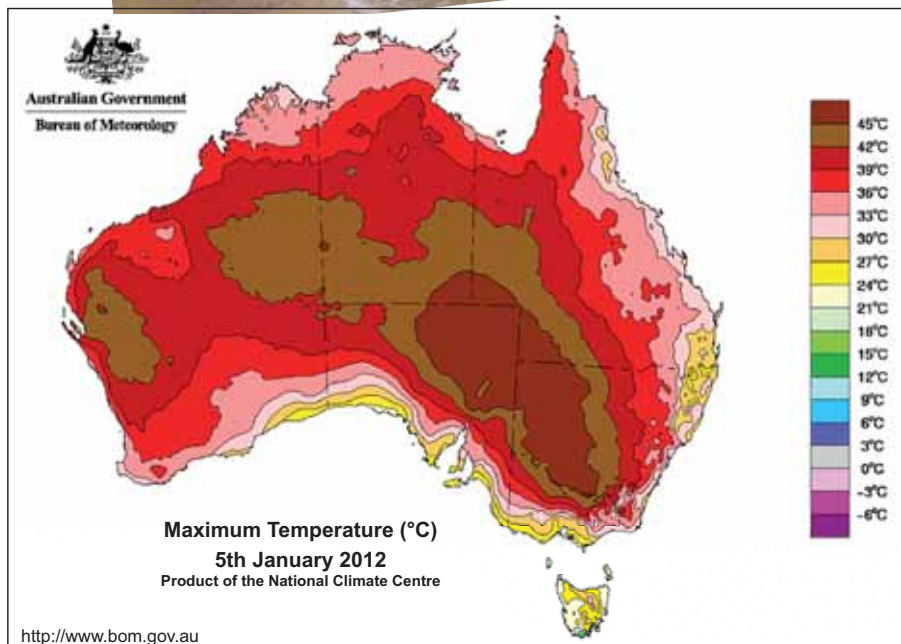 Australian Government
Bureau of Meteorology
45°C
42°C
39°C
36°C
33°C
30°C
27°C
24°C
21°C
18°C
15°C
12°C
9°C
6°C
3°C
0°C
-3°C
-6°C
Maximum Temperature (°C)
5th January 2012
Product of the National Climate Centre
http://www.bom.gov.au